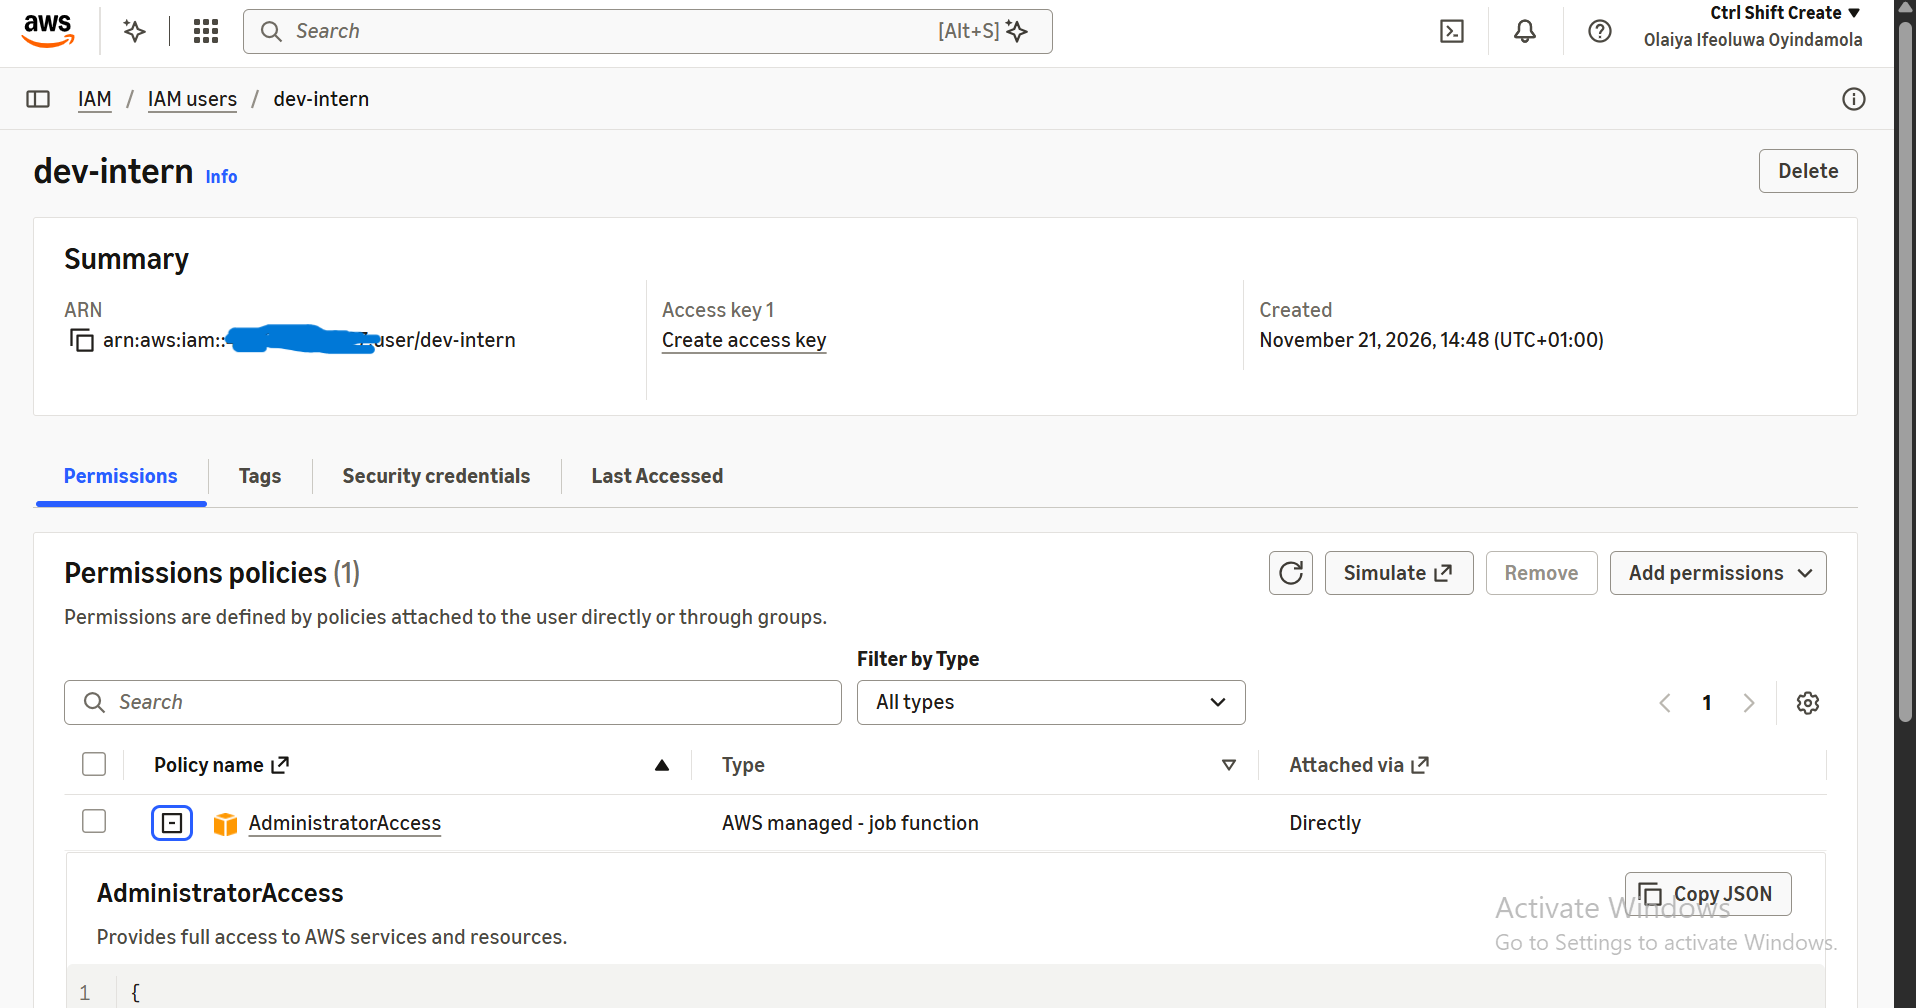 aws
Search [Alt+S]
Ctrl Shift Create
Olaiya Ifeoluwa Oyindamola
IAM / IAM users / dev-intern
dev-intern Info
Delete
Summary
ARN
arn:aws:iam:: user/dev-intern
Access key 1
Create access key
Created
November 21, 2026, 14:48 (UTC+01:00)
Permissions
Tags
Security credentials
Last Accessed
Permissions policies (1)
Simulate
Remove
Add permissions
Permissions are defined by policies attached to the user directly or through groups.
Filter by Type
Search
All types
1
Policy name
Type
Attached via
AdministratorAccess
AWS managed - job function
Directly
AdministratorAccess
Copy JSON
Provides full access to AWS services and resources.
Activate Windows
Go to Settings to activate Windows.
1 {